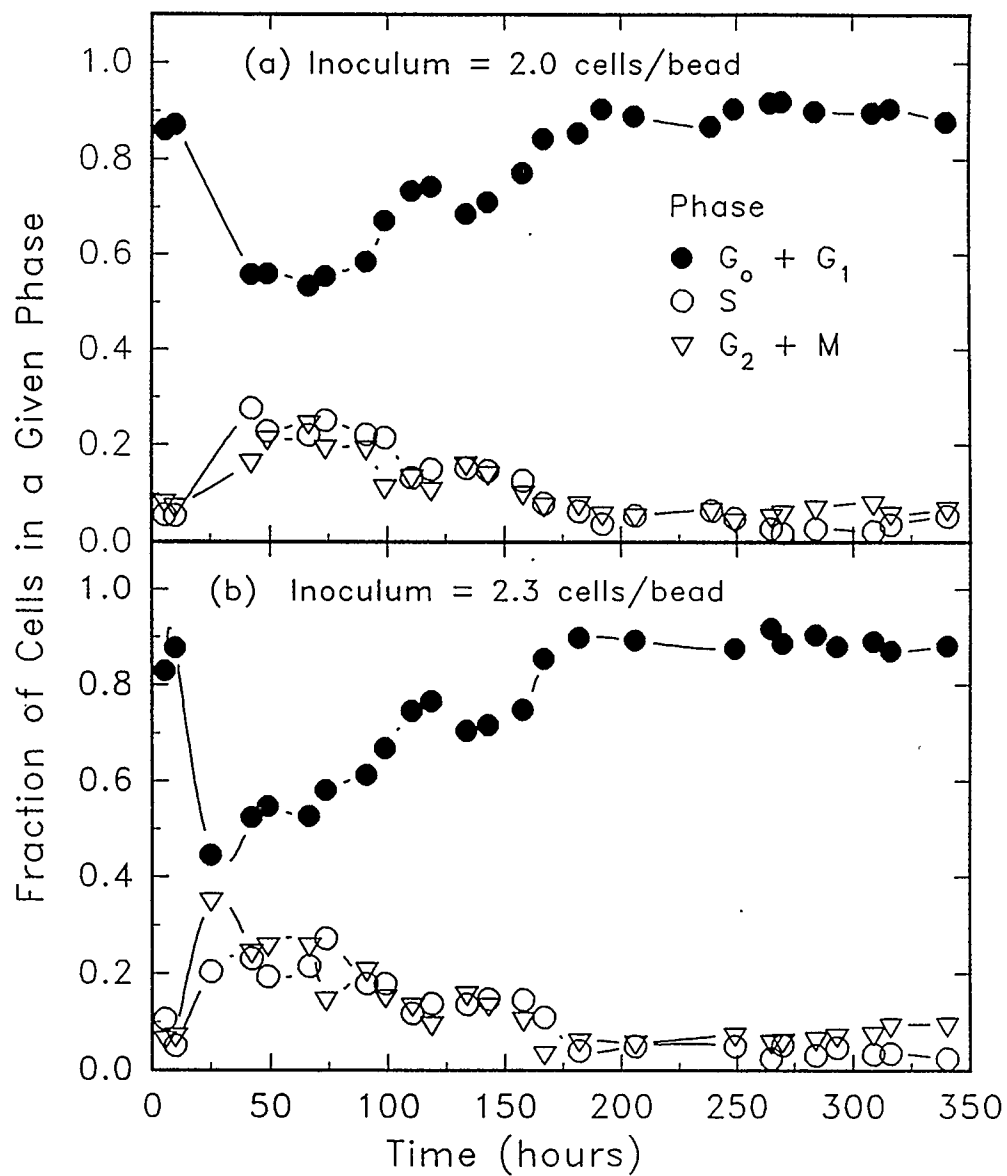 Fraction of Cells in a Given Phase
1.0
0.8
0.6
0.4
0.2
0.0
(a) Inoculum = 2.0 cells/bead
Phase
G₀ + G₁
S
G₂ + M
1.0
0.8
0.6
0.4
0.2
0.0
(b) Inoculum = 2.3 cells/bead
0 50 100 150 200 250 300 350
Time (hours)